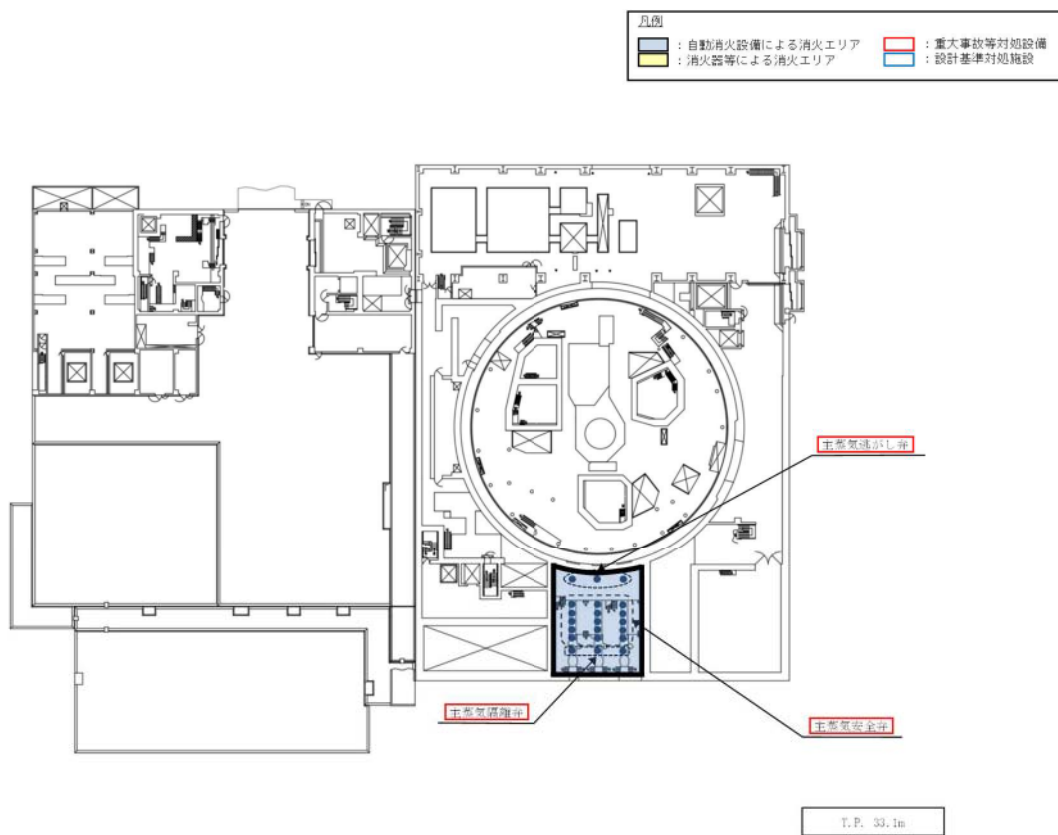 凡例
：自動消火設備による消火エリア
：重大事故等対処設備
：消火器等による消火エリア
：設計基準対処施設
主蒸気逃がし弁
主蒸気隔離弁
主蒸気安全弁
T.P. 33.1m